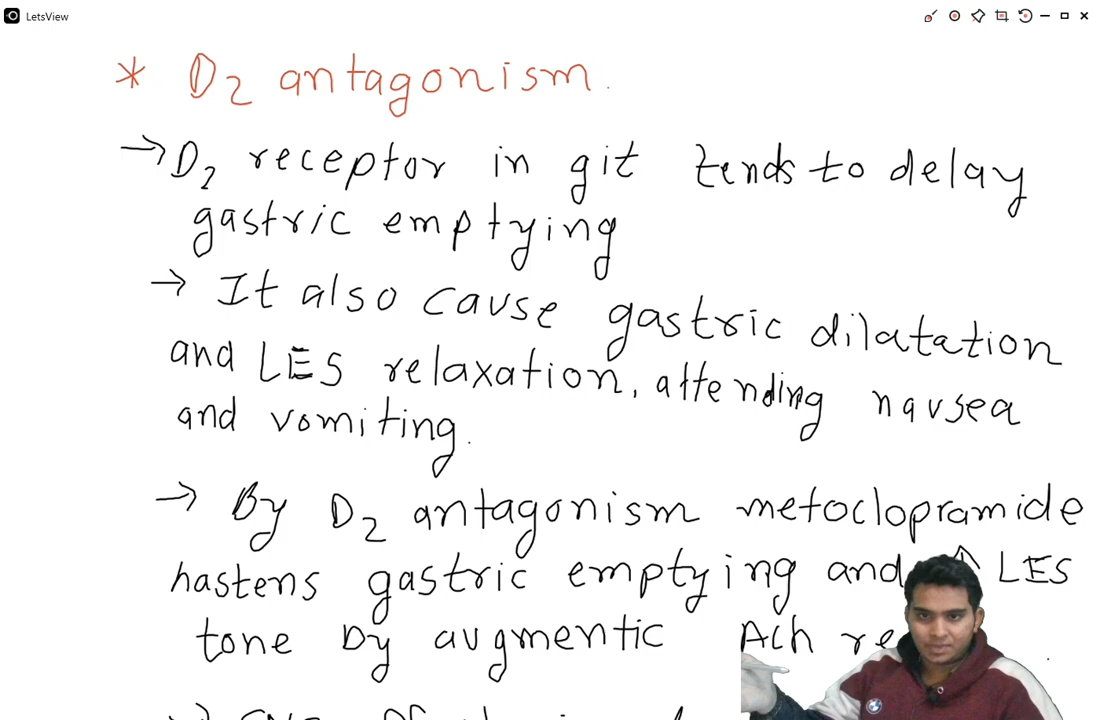 LetsView
* D2 antagonism.
→ D2 receptor in git tends to delay
gastric emptying
→ It also cause gastric dilatation
and LES relaxation, attending nausea
and vomiting.
→ By D2 antagonism metoclopramide
hastens gastric emptying and ↑ LES
tone by augmentic Ach